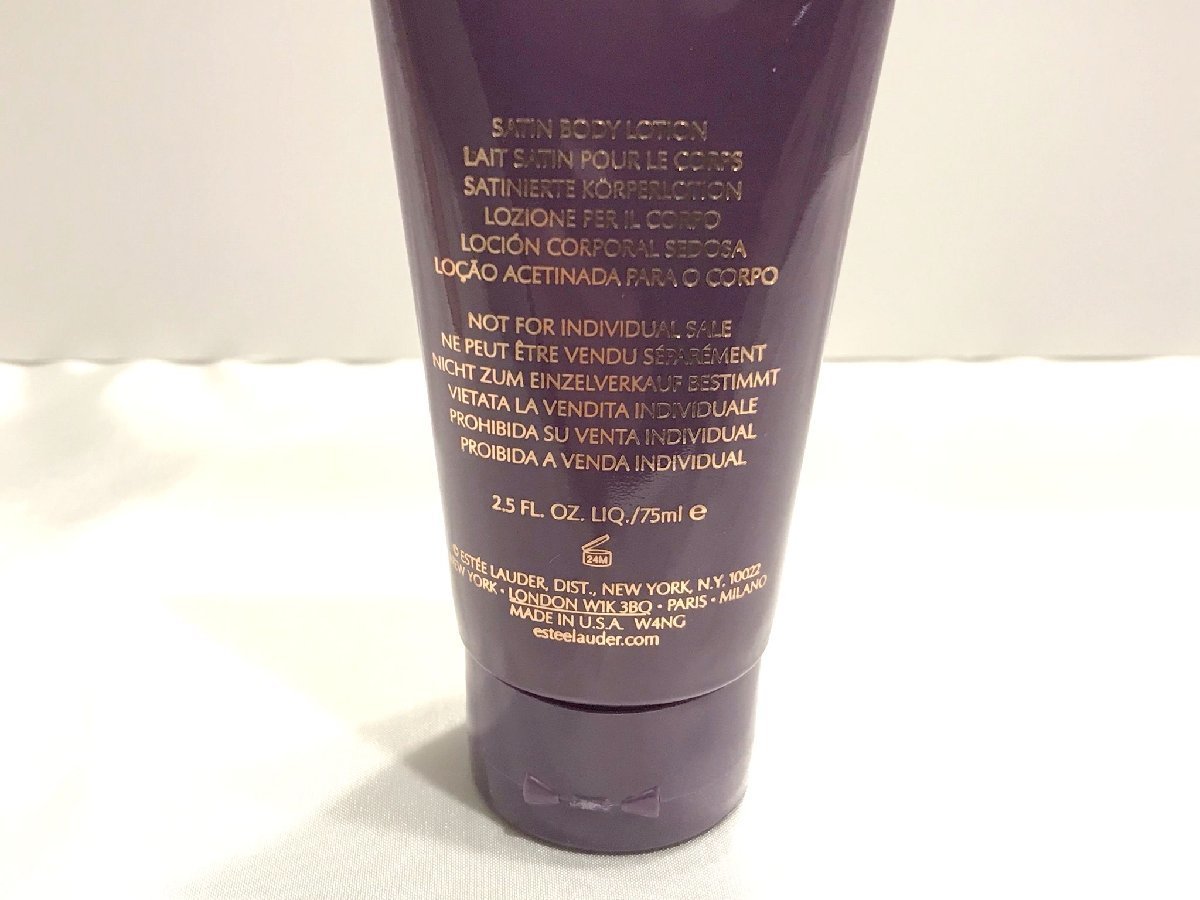 SATIN BODY LOTION
LAIT SATIN POUR LE CORPS
SATINIERTE KÖRPERLOTION
LOZIONE PER IL CORPO
LOCIÓN CORPORAL SEDOSA
LOÇÃO ACETINADA PARA O CORPO
NOT FOR INDIVIDUAL SALE
NE PEUT ÊTRE VENDU SÉPARÉMENT
NICHT ZUM EINZELVERKAUF BESTIMMT
VIETATA LA VENDITA INDIVIDUALE
PROHIBIDA SU VENTA INDIVIDUAL
PROIBIDA A VENDA INDIVIDUAL
2.5 FL. OZ. LIQ./75ml e
24M
© ESTÉE LAUDER, DIST., NEW YORK, N.Y. 10022
NEW YORK • LONDON W1K 3BQ • PARIS • MILANO
MADE IN U.S.A. W4NG
esteelauder.com